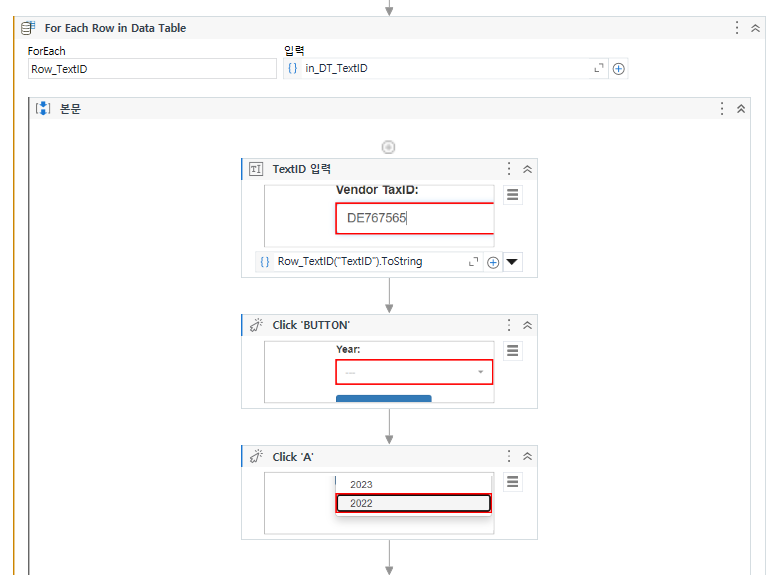 For Each Row in Data Table
ForEach
입력
Row_TextID
in_DT_TextID
본문
TextID 입력
Vendor TaxID:
DE767565
Row_TextID("TextID").ToString
Click 'BUTTON'
Year:
---
Click 'A'
2023
2022